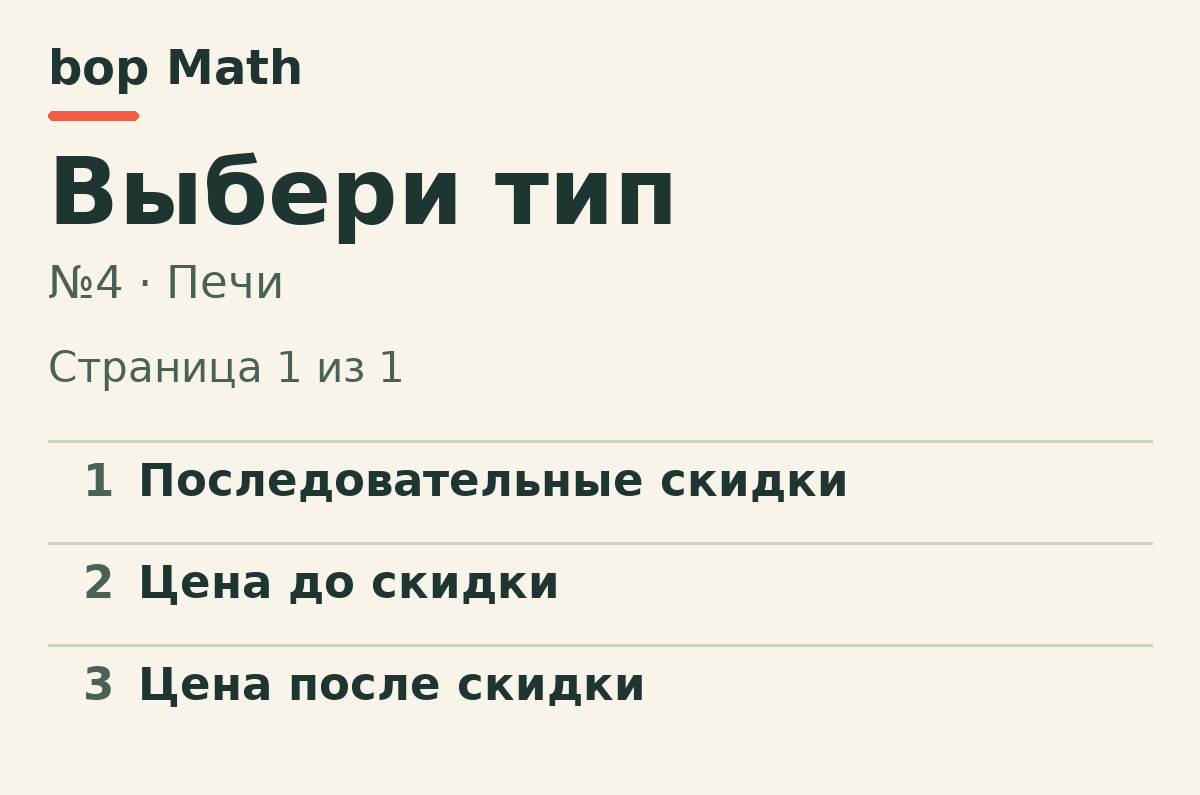 bop Math
Выбери тип
№4 · Печи
Страница 1 из 1
1 Последовательные скидки
2 Цена до скидки
3 Цена после скидки